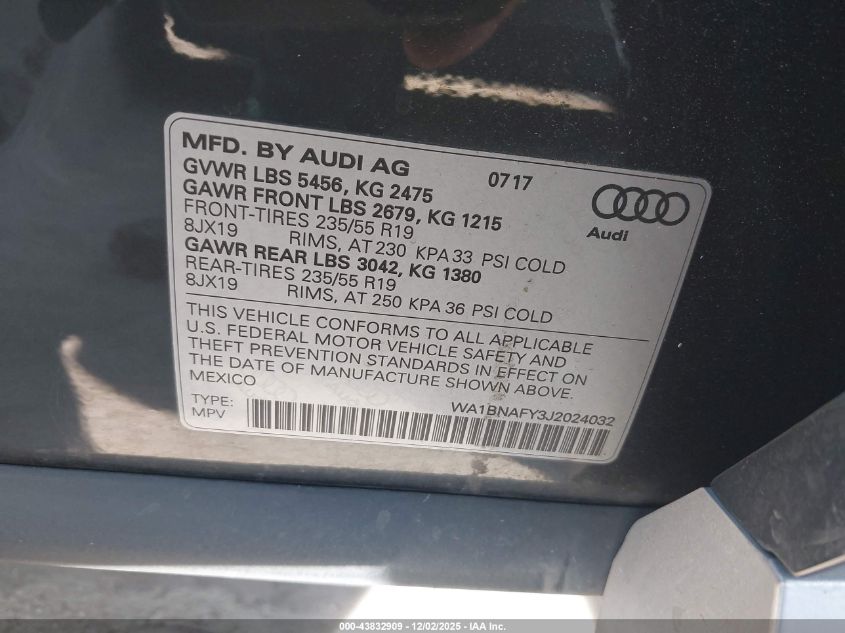 MFD. BY AUDI AG 0717
GVWR LBS 5456, KG 2475
GAWR FRONT LBS 2679, KG 1215
FRONT-TIRES 235/55 R19
8JX19 RIMS, AT 230 KPA 33 PSI COLD
GAWR REAR LBS 3042, KG 1380
REAR-TIRES 235/55 R19
8JX19 RIMS, AT 250 KPA 36 PSI COLD
Audi
THIS VEHICLE CONFORMS TO ALL APPLICABLE
U.S. FEDERAL MOTOR VEHICLE SAFETY AND
THEFT PREVENTION STANDARDS IN EFFECT ON
THE DATE OF MANUFACTURE SHOWN ABOVE.
MEXICO
WA1BNAFY3J2024032
TYPE:
MPV
000-43832909 - 12/02/2025 - IAA Inc.